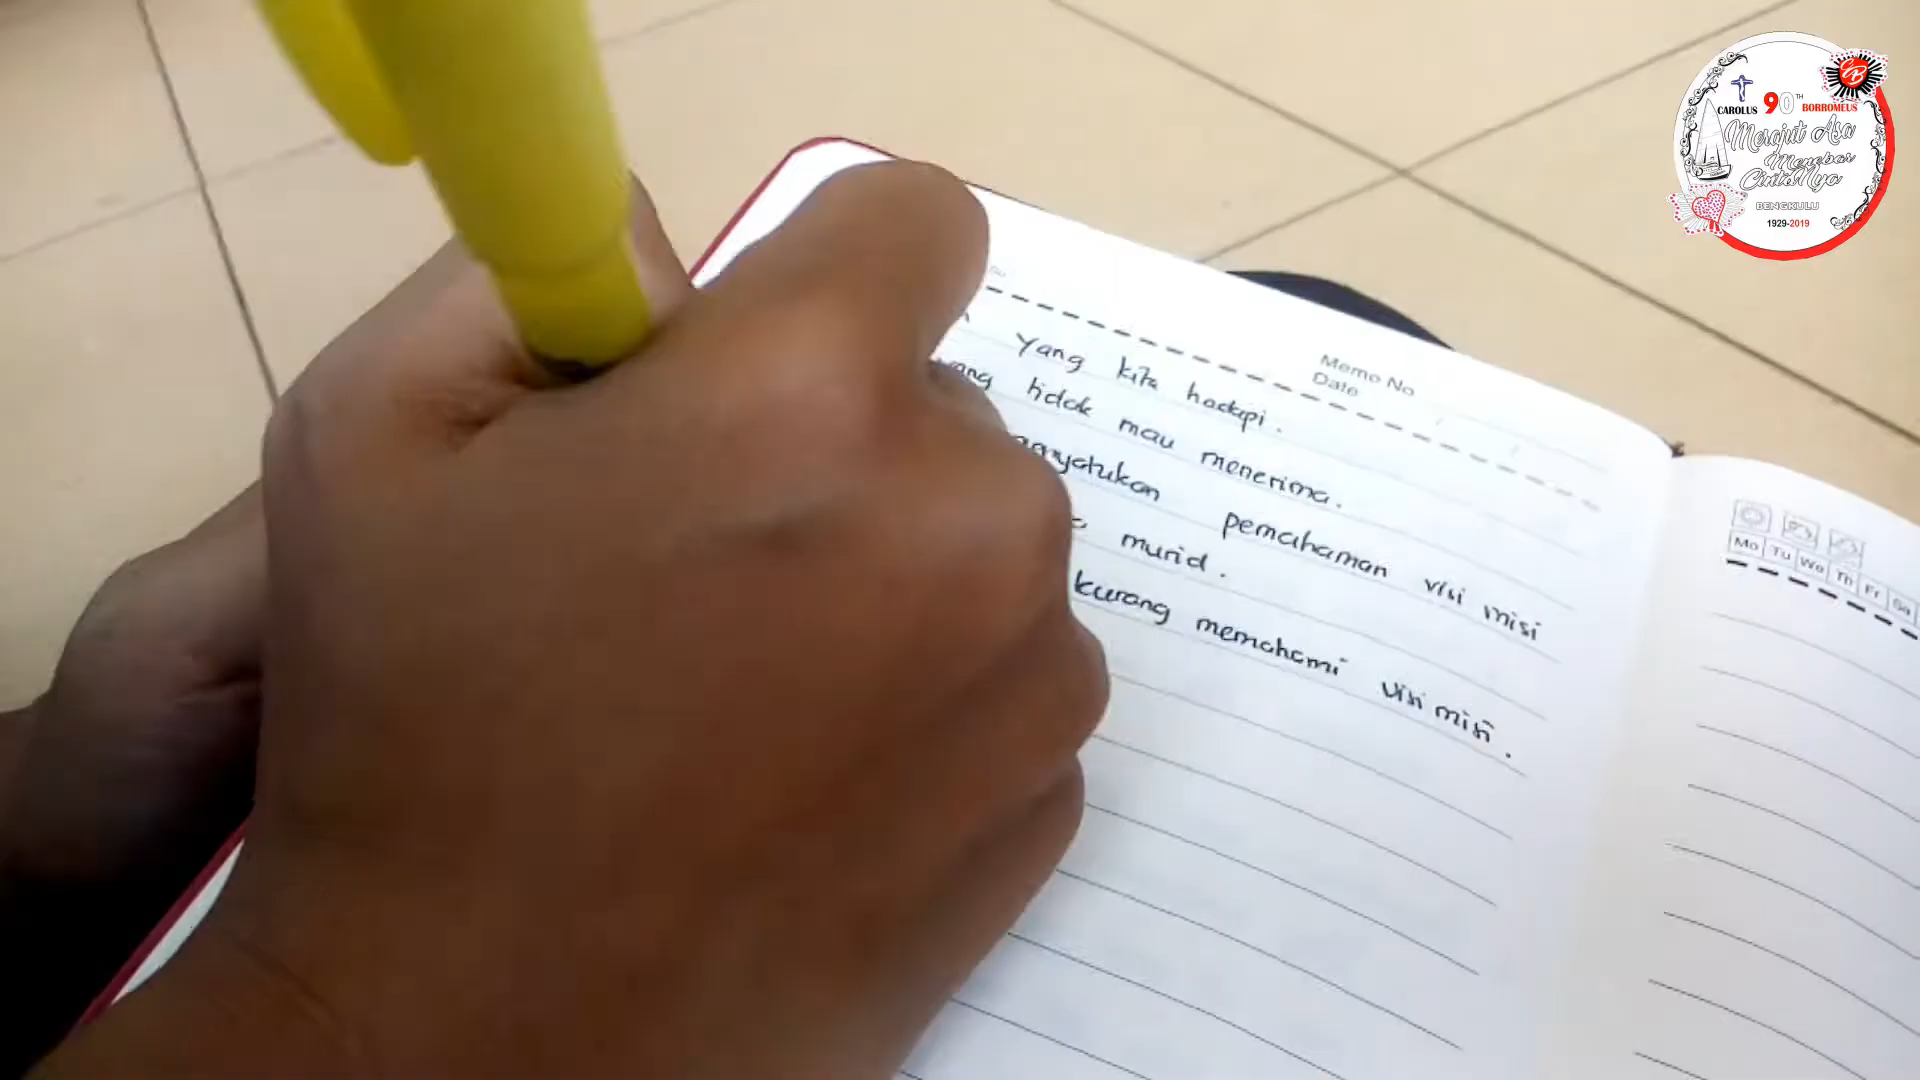 Yang kita hadapi.
tidak mau menerima.
pemahaman visi misi
murid.
kurang memahami visi misi.
Memo No.
Date / /
Mo Tu We Th Fr Sa
CAROLUS 90TH BORROMEUS
CB
Merajut Asa
Menebar
CintaNya
BENGKULU
1929-2019